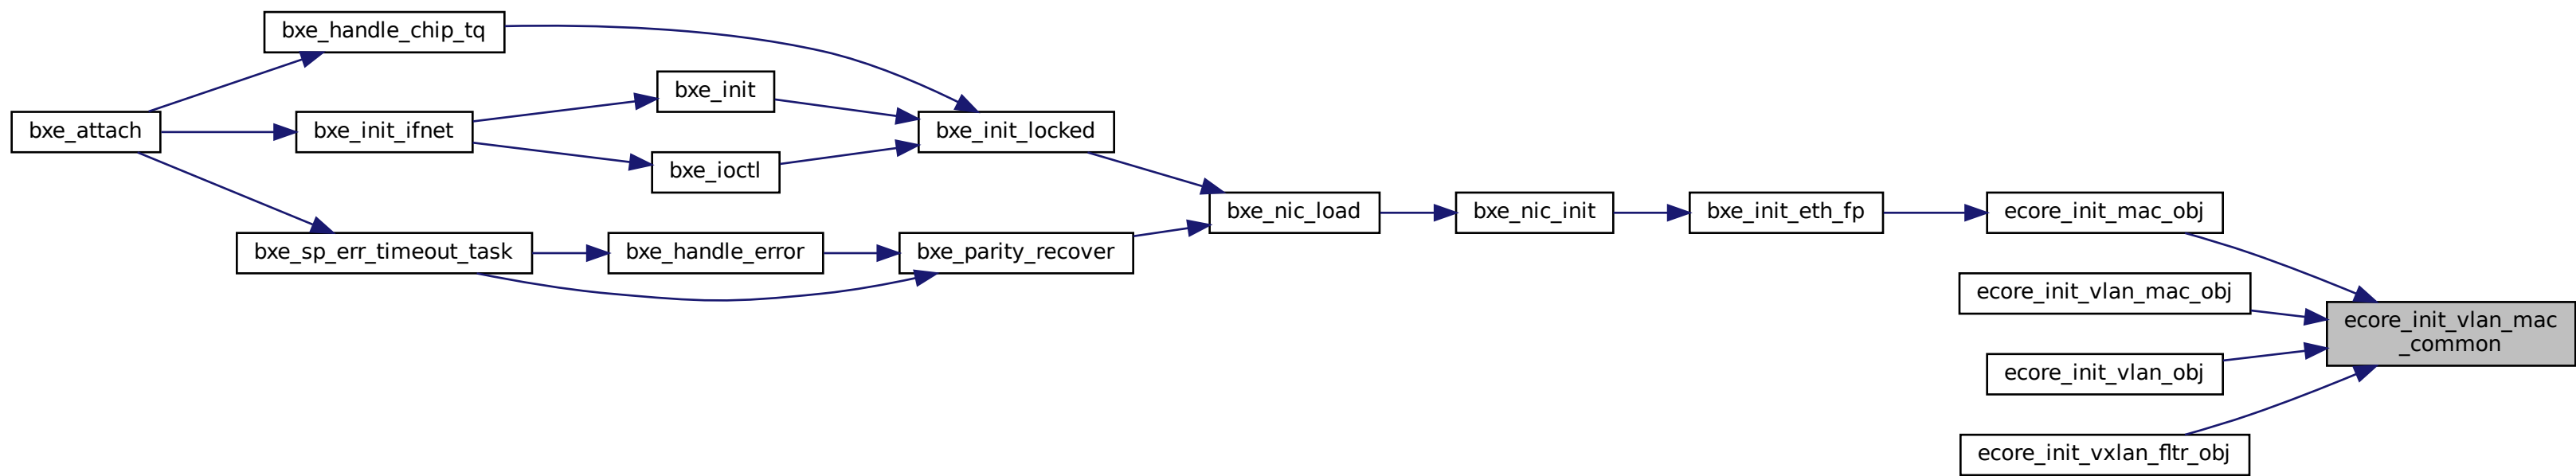 bxe_handle_chip_tq
bxe_init
bxe_attach
bxe_init_ifnet
bxe_init_locked
bxe_ioctl
bxe_nic_load
bxe_nic_init
bxe_init_eth_fp
ecore_init_mac_obj
bxe_sp_err_timeout_task
bxe_handle_error
bxe_parity_recover
ecore_init_vlan_mac_obj
ecore_init_vlan_mac
_common
ecore_init_vlan_obj
ecore_init_vxlan_fltr_obj